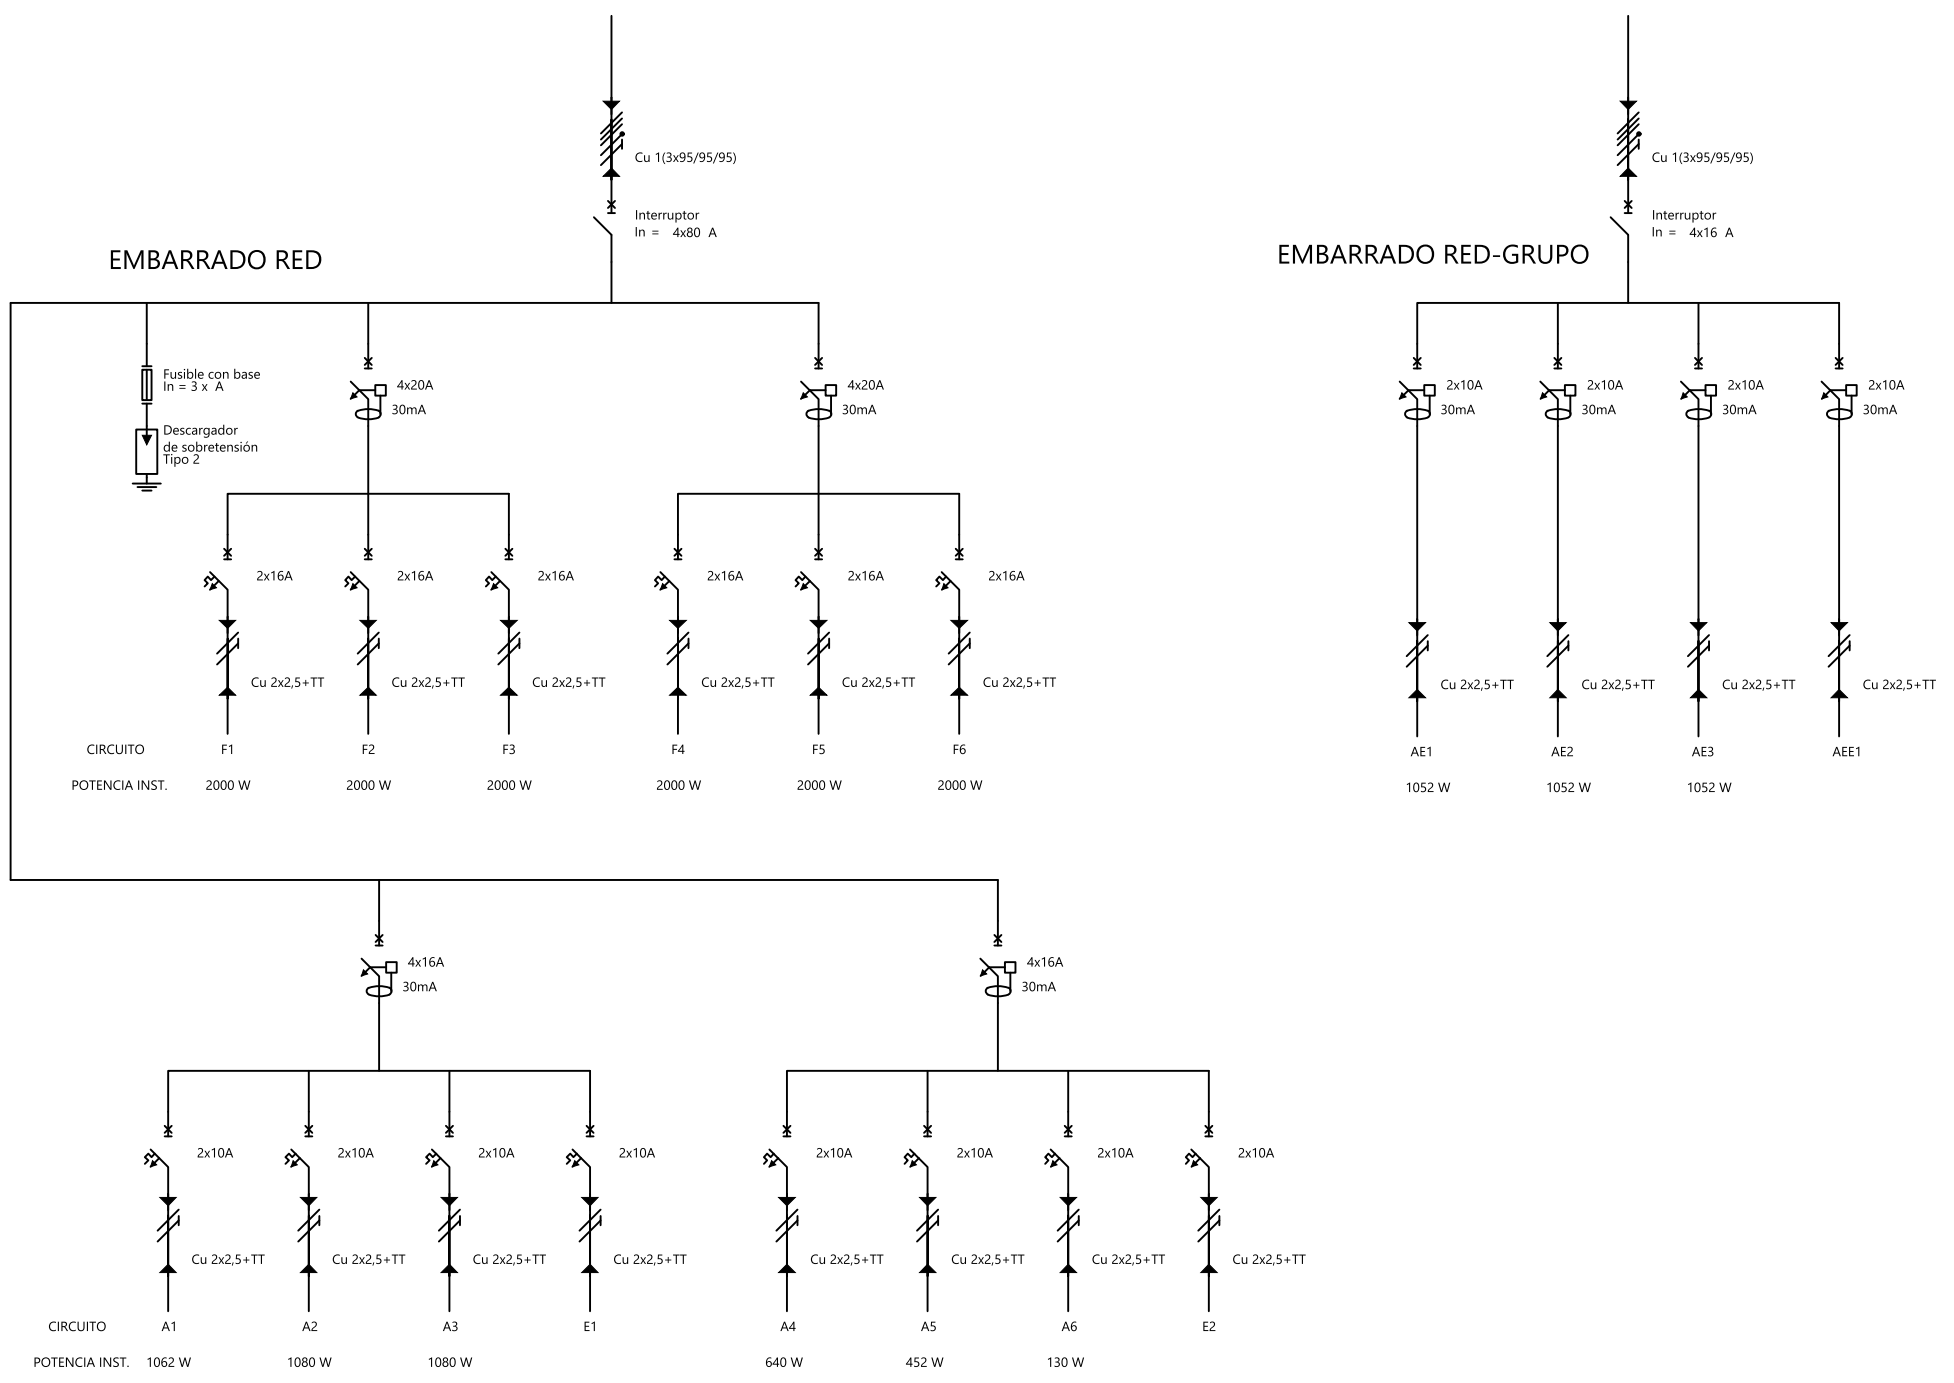 Cu 1(3x95/95/95)
Interruptor
In =   4x80  A
EMBARRADO RED
Fusible con base
In = 3 x  A
Descargador
de sobretensión
Tipo 2
4x20A
30mA
4x20A
30mA
2x16A
2x16A
2x16A
2x16A
2x16A
2x16A
Cu 2x2,5+TT
Cu 2x2,5+TT
Cu 2x2,5+TT
Cu 2x2,5+TT
Cu 2x2,5+TT
Cu 2x2,5+TT
CIRCUITO F1 F2 F3 F4 F5 F6
POTENCIA INST. 2000 W 2000 W 2000 W 2000 W 2000 W 2000 W
Cu 1(3x95/95/95)
Interruptor
In =   4x16  A
EMBARRADO RED-GRUPO
2x10A
30mA
2x10A
30mA
2x10A
30mA
2x10A
30mA
Cu 2x2,5+TT
Cu 2x2,5+TT
Cu 2x2,5+TT
Cu 2x2,5+TT
AE1 AE2 AE3 AEE1
1052 W 1052 W 1052 W
4x16A
30mA
4x16A
30mA
2x10A
2x10A
2x10A
2x10A
2x10A
2x10A
2x10A
2x10A
Cu 2x2,5+TT
Cu 2x2,5+TT
Cu 2x2,5+TT
Cu 2x2,5+TT
Cu 2x2,5+TT
Cu 2x2,5+TT
Cu 2x2,5+TT
Cu 2x2,5+TT
CIRCUITO A1 A2 A3 E1 A4 A5 A6 E2
POTENCIA INST. 1062 W 1080 W 1080 W 640 W 452 W 130 W